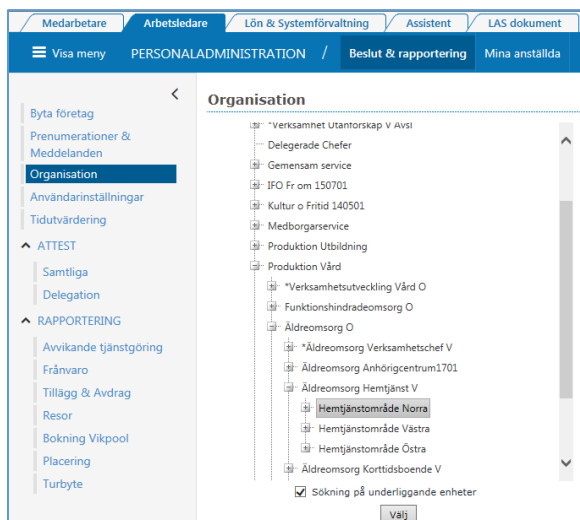 Medarbetare Arbetsledare Lön & Systemförvaltning Assistent LAS dokument
Visa meny PERSONALADMINISTRATION / Beslut & rapportering Mina anställda
Byta företag
Prenumerationer &
Meddelanden
Organisation
Användarinställningar
Tidutvärdering
ATTEST
Samtliga
Delegation
RAPPORTERING
Avvikande tjänstgöring
Frånvaro
Tillägg & Avdrag
Resor
Bokning Vikpool
Placering
Turbyte
Organisation
*Verksamhet Utanförskap V Avsl
Delegerade Chefer
Gemensam service
IFO Fr om 150701
Kultur o Fritid 140501
Medborgarservice
Produktion Utbildning
Produktion Vård
*Verksamhetsutveckling Vård O
Funktionshindradeomsorg O
Äldreomsorg O
*Äldreomsorg Verksamhetschef V
Äldreomsorg Anhörigcentrum1701
Äldreomsorg Hemtjänst V
Hemtjänstområde Norra
Hemtjänstområde Västra
Hemtjänstområde Östra
Äldreomsorg Korttidsboende V
Sökning på underliggande enheter
Välj